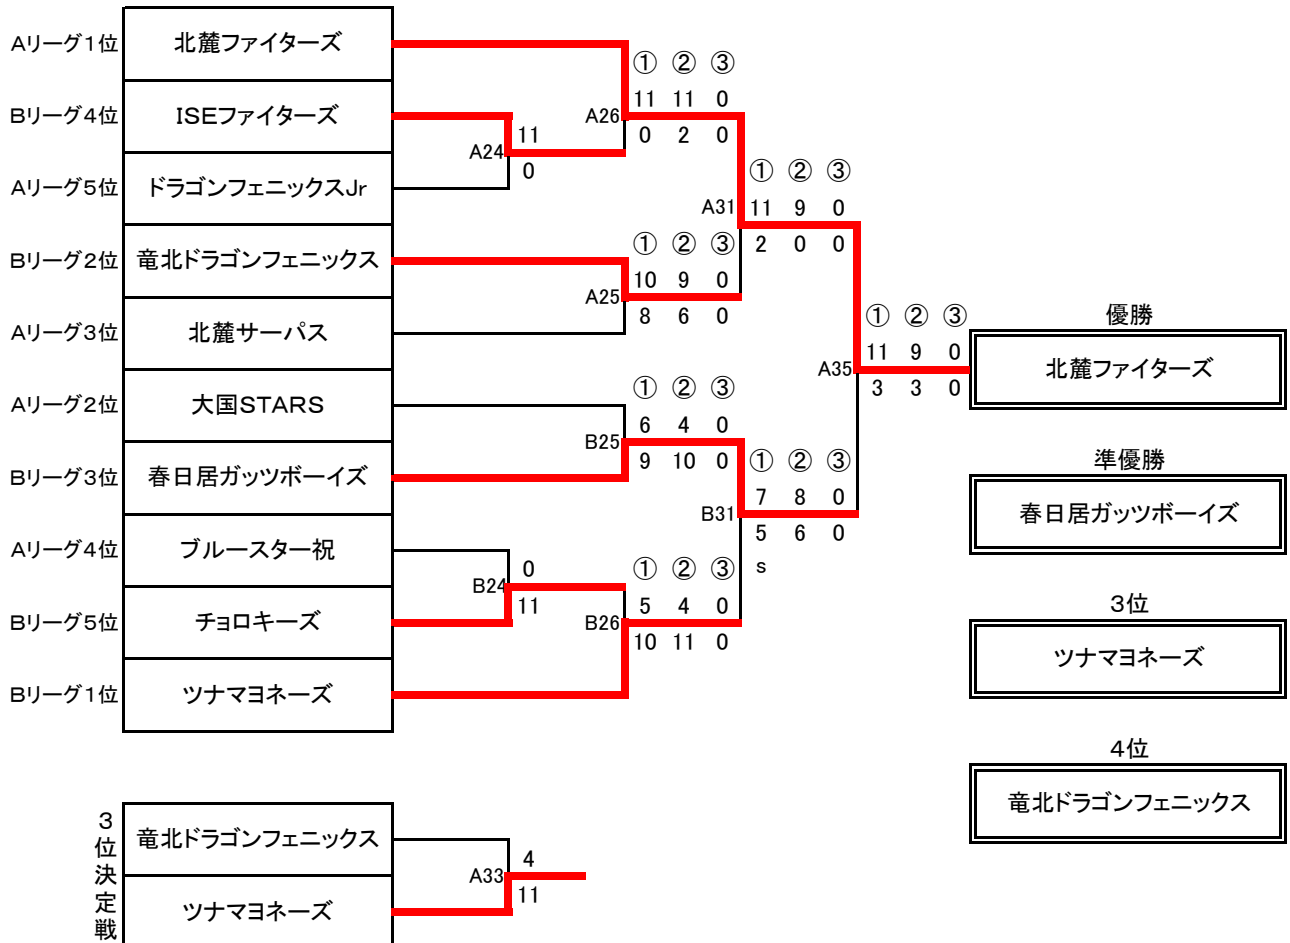 Aリーグ1位 北麓ファイターズ
① ② ③
Bリーグ4位 ISEファイターズ
A26 11 11 0
0 2 0
A24 11
0
Aリーグ5位 ドラゴンフェニックスJr
① ② ③
A31 11 9 0
2 0 0
Bリーグ2位 竜北ドラゴンフェニックス
① ② ③
A25 10 9 0
8 6 0
Aリーグ3位 北麓サーパス
① ② ③
A35 11 9 0
3 3 0
優勝
北麓ファイターズ
Aリーグ2位 大国STARS
① ② ③
B25 6 4 0
9 10 0
Bリーグ3位 春日居ガッツボーイズ
① ② ③
B31 7 8 0
5 6 0
s
準優勝
春日居ガッツボーイズ
Aリーグ4位 ブルースター祝
B24 0
11
① ② ③
Bリーグ5位 チョロキーズ
B26 5 4 0
10 11 0
3位
ツナマヨネーズ
Bリーグ1位 ツナマヨネーズ
4位
竜北ドラゴンフェニックス
3位決定戦
竜北ドラゴンフェニックス
A33 4
11
ツナマヨネーズ